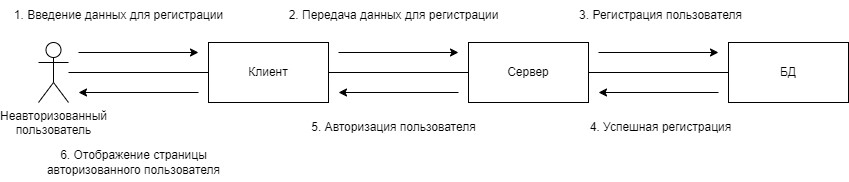 1. Введение данных для регистрации
2. Передача данных для регистрации
3. Регистрация пользователя
Клиент
Сервер
БД
Неавторизованный
пользователь
5. Авторизация пользователя
4. Успешная регистрация
6. Отображение страницы
авторизованного пользователя